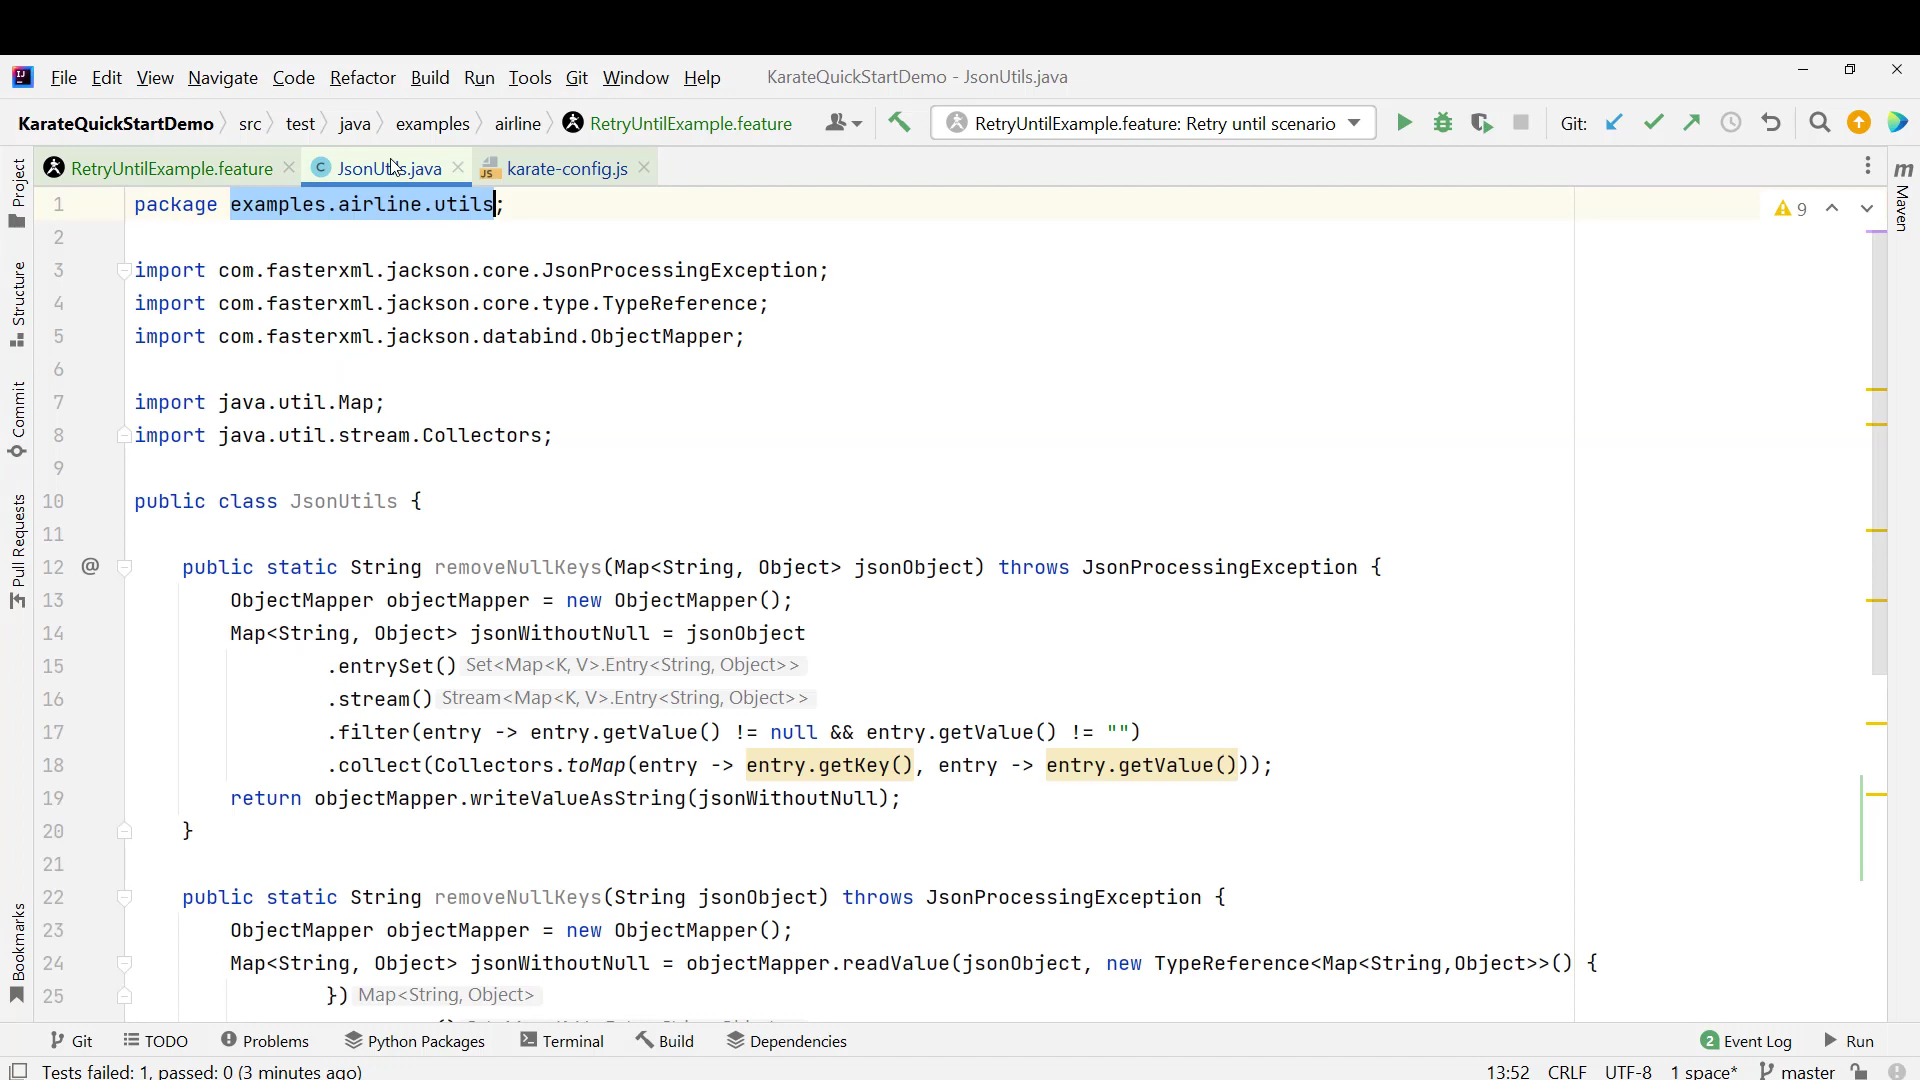 File Edit View Navigate Code Refactor Build Run Tools Git Window Help KarateQuickStartDemo - JsonUtils.java
KarateQuickStartDemo src test java examples airline RetryUntilExample.feature RetryUntilExample.feature: Retry until scenario Git:
RetryUntilExample.feature JsonUtils.java karate-config.js
Project
Structure
Commit
Pull Requests
Bookmarks
m Maven
9
1 package examples.airline.utils;
2
3 import com.fasterxml.jackson.core.JsonProcessingException;
4 import com.fasterxml.jackson.core.type.TypeReference;
5 import com.fasterxml.jackson.databind.ObjectMapper;
6
7 import java.util.Map;
8 import java.util.stream.Collectors;
9
10 public class JsonUtils {
11
12 @ public static String removeNullKeys(Map<String, Object> jsonObject) throws JsonProcessingException {
13 ObjectMapper objectMapper = new ObjectMapper();
14 Map<String, Object> jsonWithoutNull = jsonObject
15 .entrySet() Set<Map<K, V>.Entry<String, Object>>
16 .stream() Stream<Map<K, V>.Entry<String, Object>>
17 .filter(entry -> entry.getValue() != null && entry.getValue() != "")
18 .collect(Collectors.toMap(entry -> entry.getKey(), entry -> entry.getValue()));
19 return objectMapper.writeValueAsString(jsonWithoutNull);
20 }
21
22 public static String removeNullKeys(String jsonObject) throws JsonProcessingException {
23 ObjectMapper objectMapper = new ObjectMapper();
24 Map<String, Object> jsonWithoutNull = objectMapper.readValue(jsonObject, new TypeReference<Map<String,Object>>() {
25 }) Map<String, Object>
Git TODO Problems Python Packages Terminal Build Dependencies 2 Event Log Run
Tests failed: 1, passed: 0 (3 minutes ago) 13:52 CRLF UTF-8 1 space* master